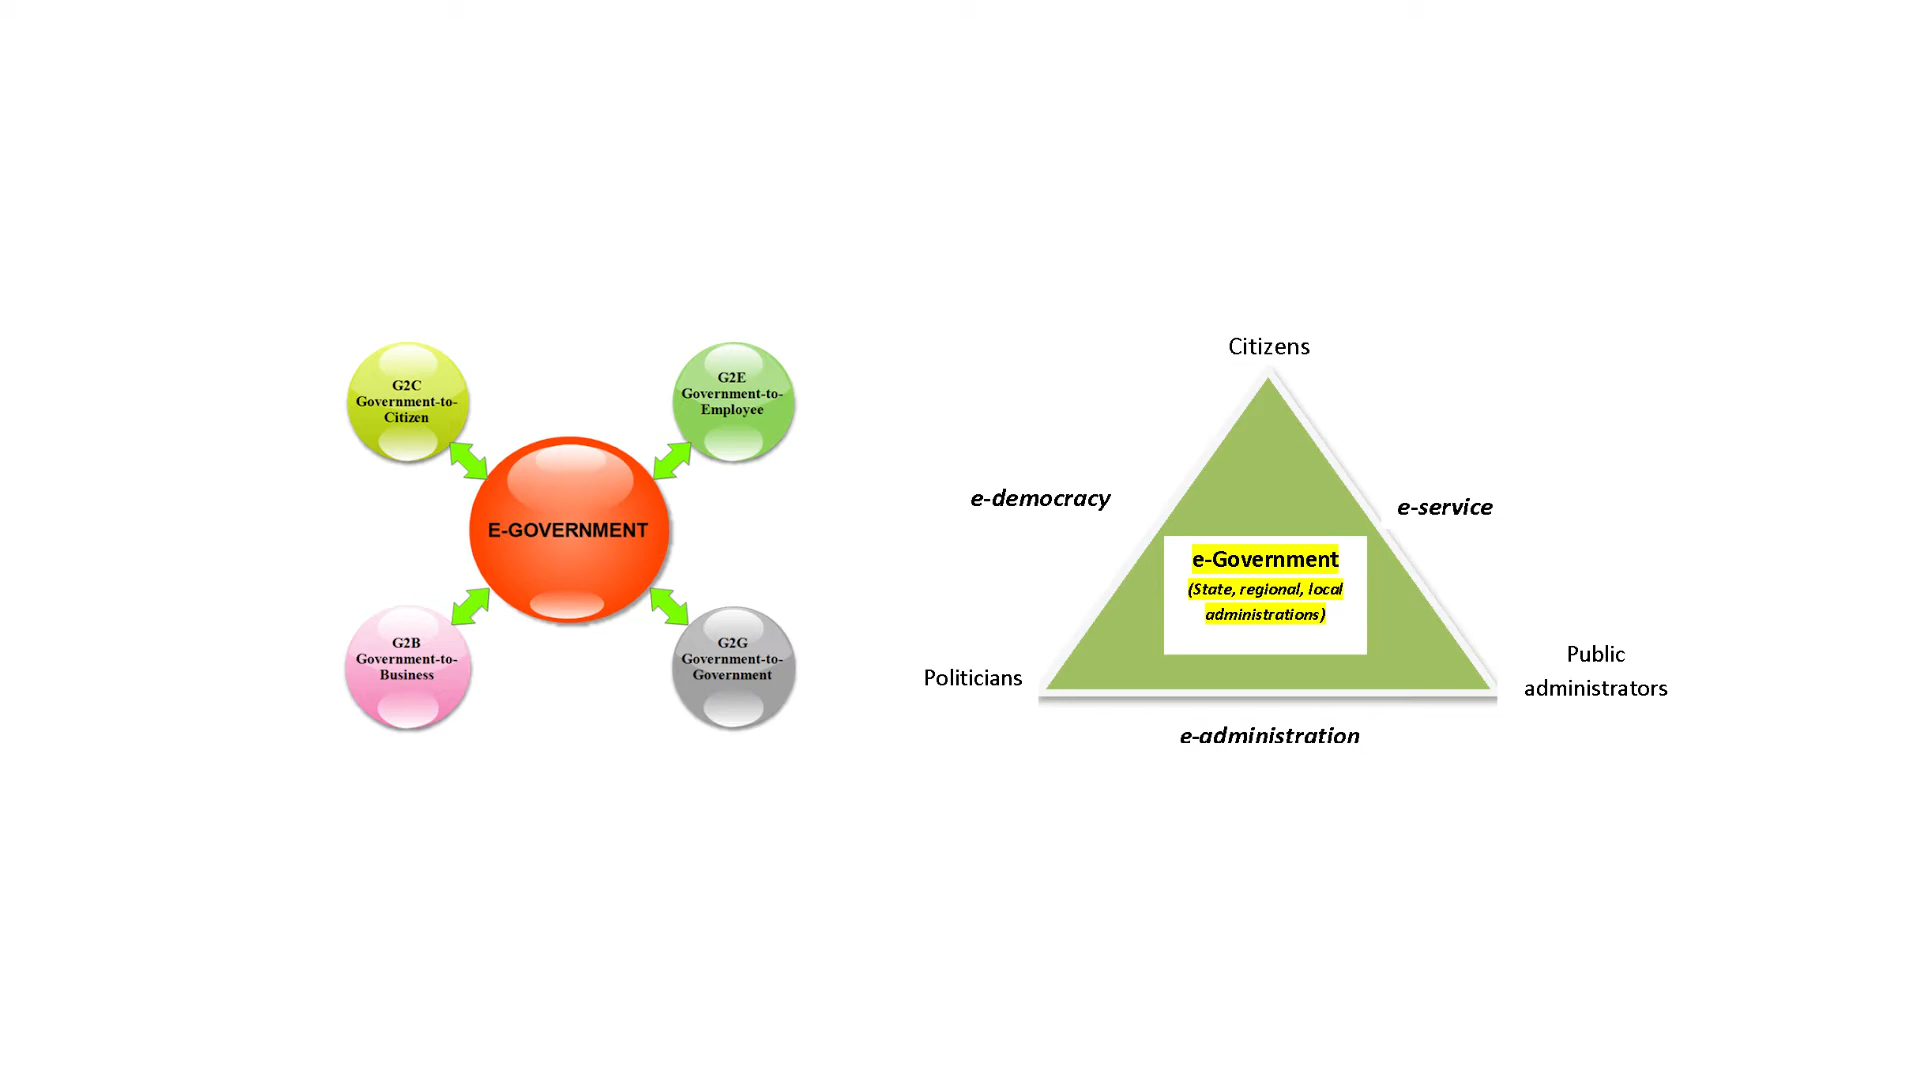 G2C
Government-to-
Citizen
G2E
Government-to-
Employee
E-GOVERNMENT
G2B
Government-to-
Business
G2G
Government-to-
Government
Citizens
e-democracy
e-service
e-Government
(State, regional, local
administrations)
Politicians
Public
administrators
e-administration